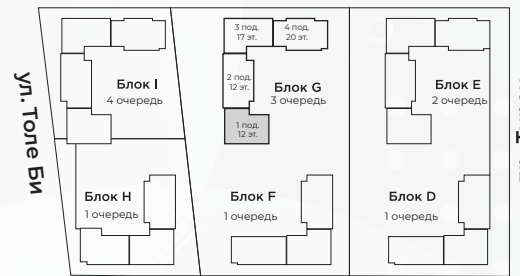 ул. Толе Би
Блок I
4 очередь
3 под.
17 эт.
4 под.
20 эт.
2 под.
12 эт.
Блок G
3 очередь
1 под.
12 эт.
Блок E
2 очередь
Блок H
1 очередь
Блок F
1 очередь
Блок D
1 очередь